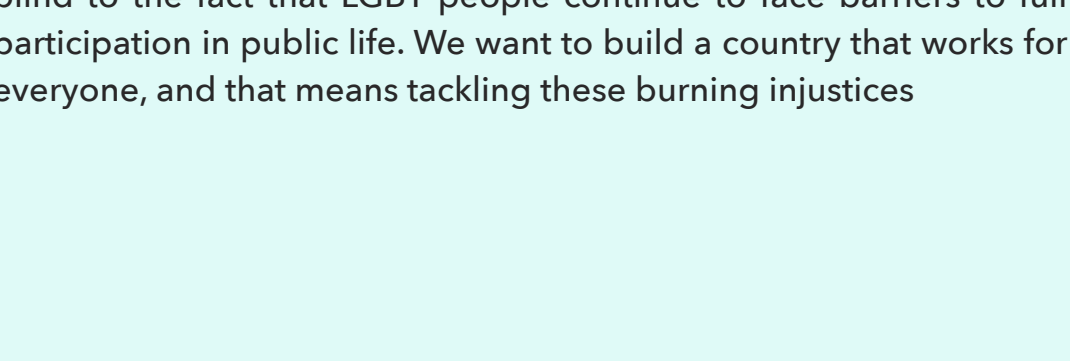 blind to the fact that LGBT people continue to face barriers to full
participation in public life. We want to build a country that works for
everyone, and that means tackling these burning injustices